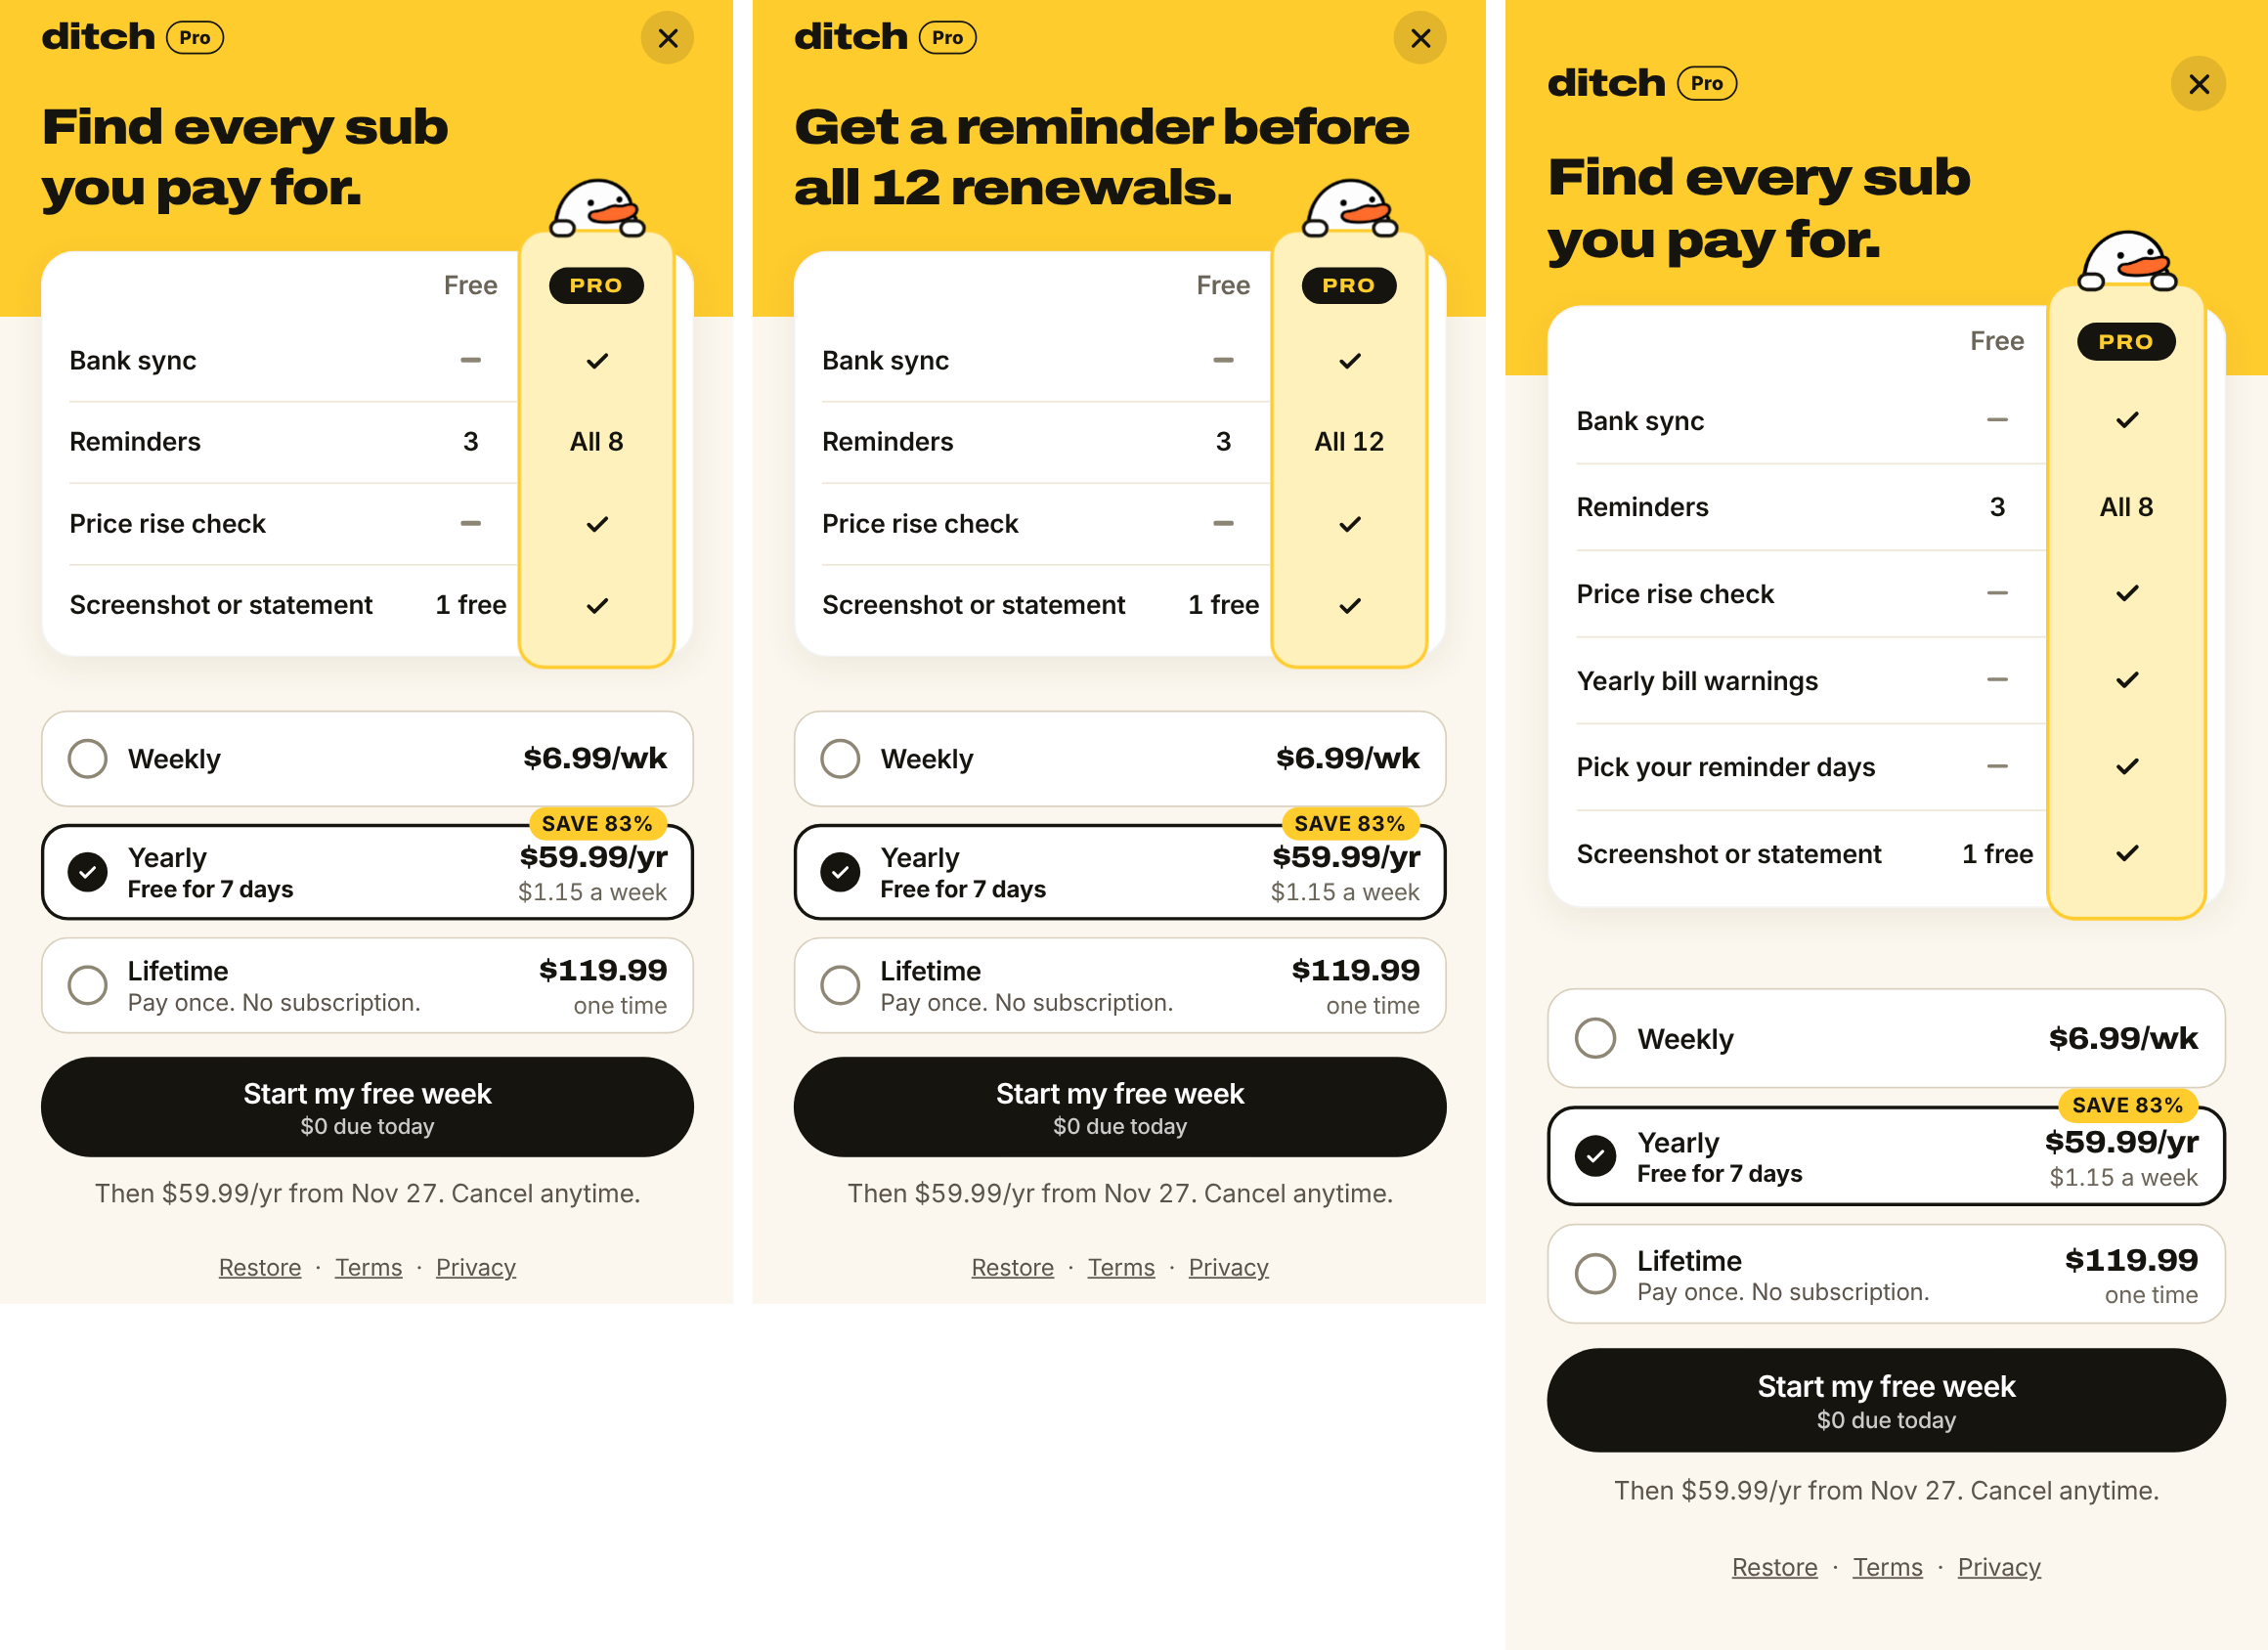 ditch Pro
Find every sub
you pay for.
Free PRO
Bank sync
Reminders 3 All 8
Price rise check
Screenshot or statement 1 free
Weekly $6.99/wk
SAVE 83%
Yearly $59.99/yr
Free for 7 days $1.15 a week
Lifetime $119.99
Pay once. No subscription. one time
Start my free week
$0 due today
Then $59.99/yr from Nov 27. Cancel anytime.
Restore · Terms · Privacy
ditch Pro
Get a reminder before
all 12 renewals.
Free PRO
Bank sync
Reminders 3 All 12
Price rise check
Screenshot or statement 1 free
Weekly $6.99/wk
SAVE 83%
Yearly $59.99/yr
Free for 7 days $1.15 a week
Lifetime $119.99
Pay once. No subscription. one time
Start my free week
$0 due today
Then $59.99/yr from Nov 27. Cancel anytime.
Restore · Terms · Privacy
ditch Pro
Find every sub
you pay for.
Free PRO
Bank sync
Reminders 3 All 8
Price rise check
Yearly bill warnings
Pick your reminder days
Screenshot or statement 1 free
Weekly $6.99/wk
SAVE 83%
Yearly $59.99/yr
Free for 7 days $1.15 a week
Lifetime $119.99
Pay once. No subscription. one time
Start my free week
$0 due today
Then $59.99/yr from Nov 27. Cancel anytime.
Restore · Terms · Privacy